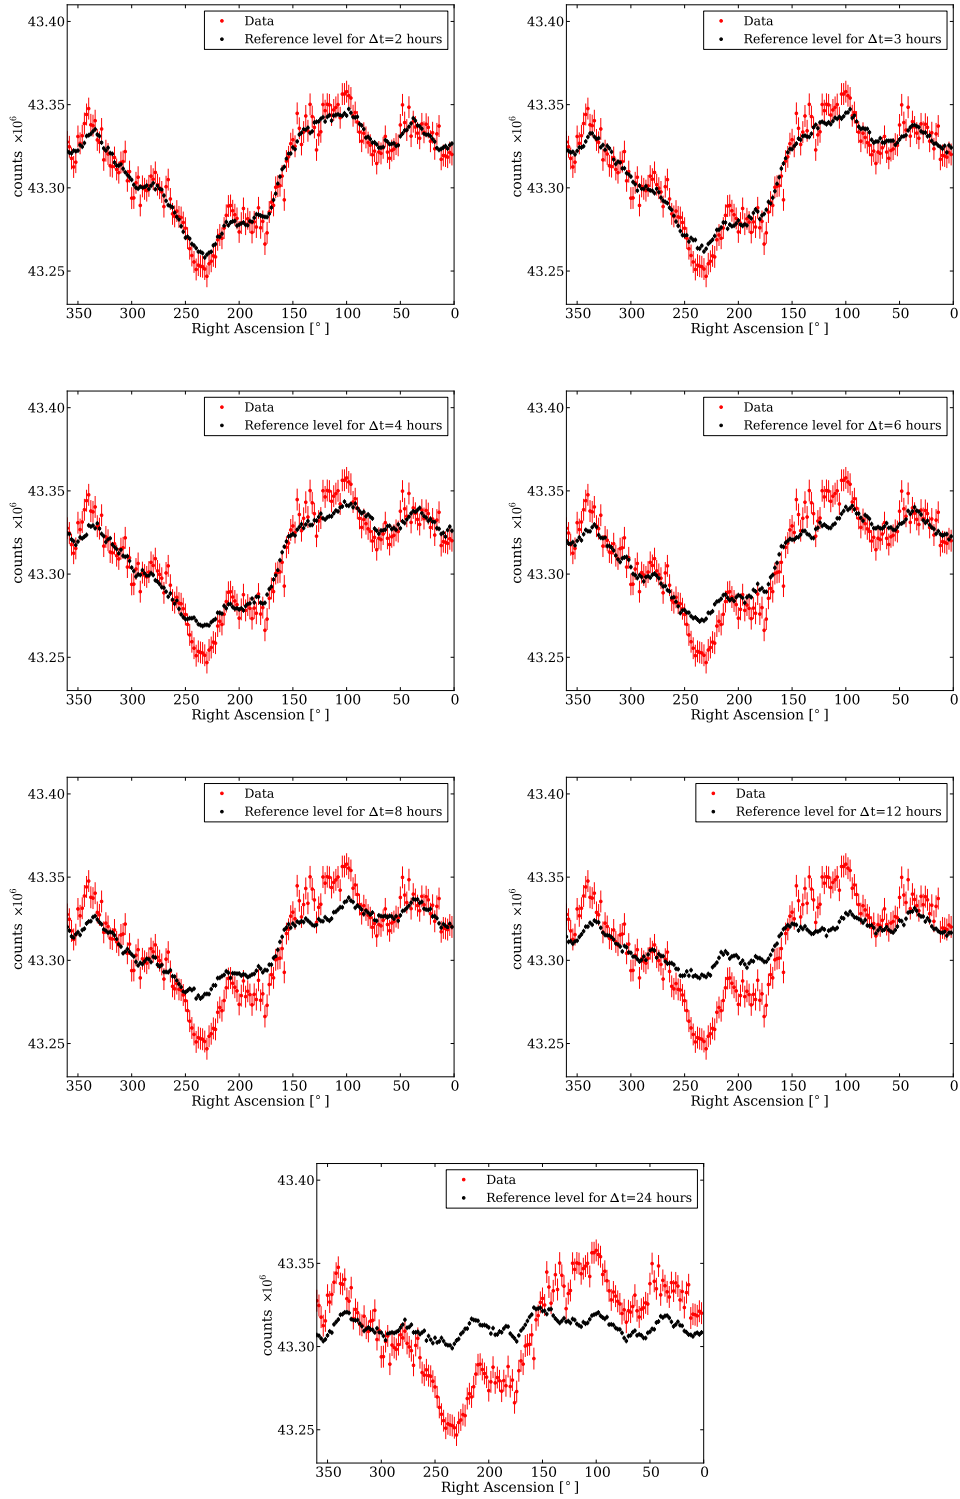 43.40
43.35
43.30
43.25
counts ×10⁶
Data
Reference level for Δt=2 hours
350 300 250 200 150 100 50 0
Right Ascension [°]
43.40
43.35
43.30
43.25
counts ×10⁶
Data
Reference level for Δt=3 hours
350 300 250 200 150 100 50 0
Right Ascension [°]
43.40
43.35
43.30
43.25
counts ×10⁶
Data
Reference level for Δt=4 hours
350 300 250 200 150 100 50 0
Right Ascension [°]
43.40
43.35
43.30
43.25
counts ×10⁶
Data
Reference level for Δt=6 hours
350 300 250 200 150 100 50 0
Right Ascension [°]
43.40
43.35
43.30
43.25
counts ×10⁶
Data
Reference level for Δt=8 hours
350 300 250 200 150 100 50 0
Right Ascension [°]
43.40
43.35
43.30
43.25
counts ×10⁶
Data
Reference level for Δt=12 hours
350 300 250 200 150 100 50 0
Right Ascension [°]
43.40
43.35
43.30
43.25
counts ×10⁶
Data
Reference level for Δt=24 hours
350 300 250 200 150 100 50 0
Right Ascension [°]